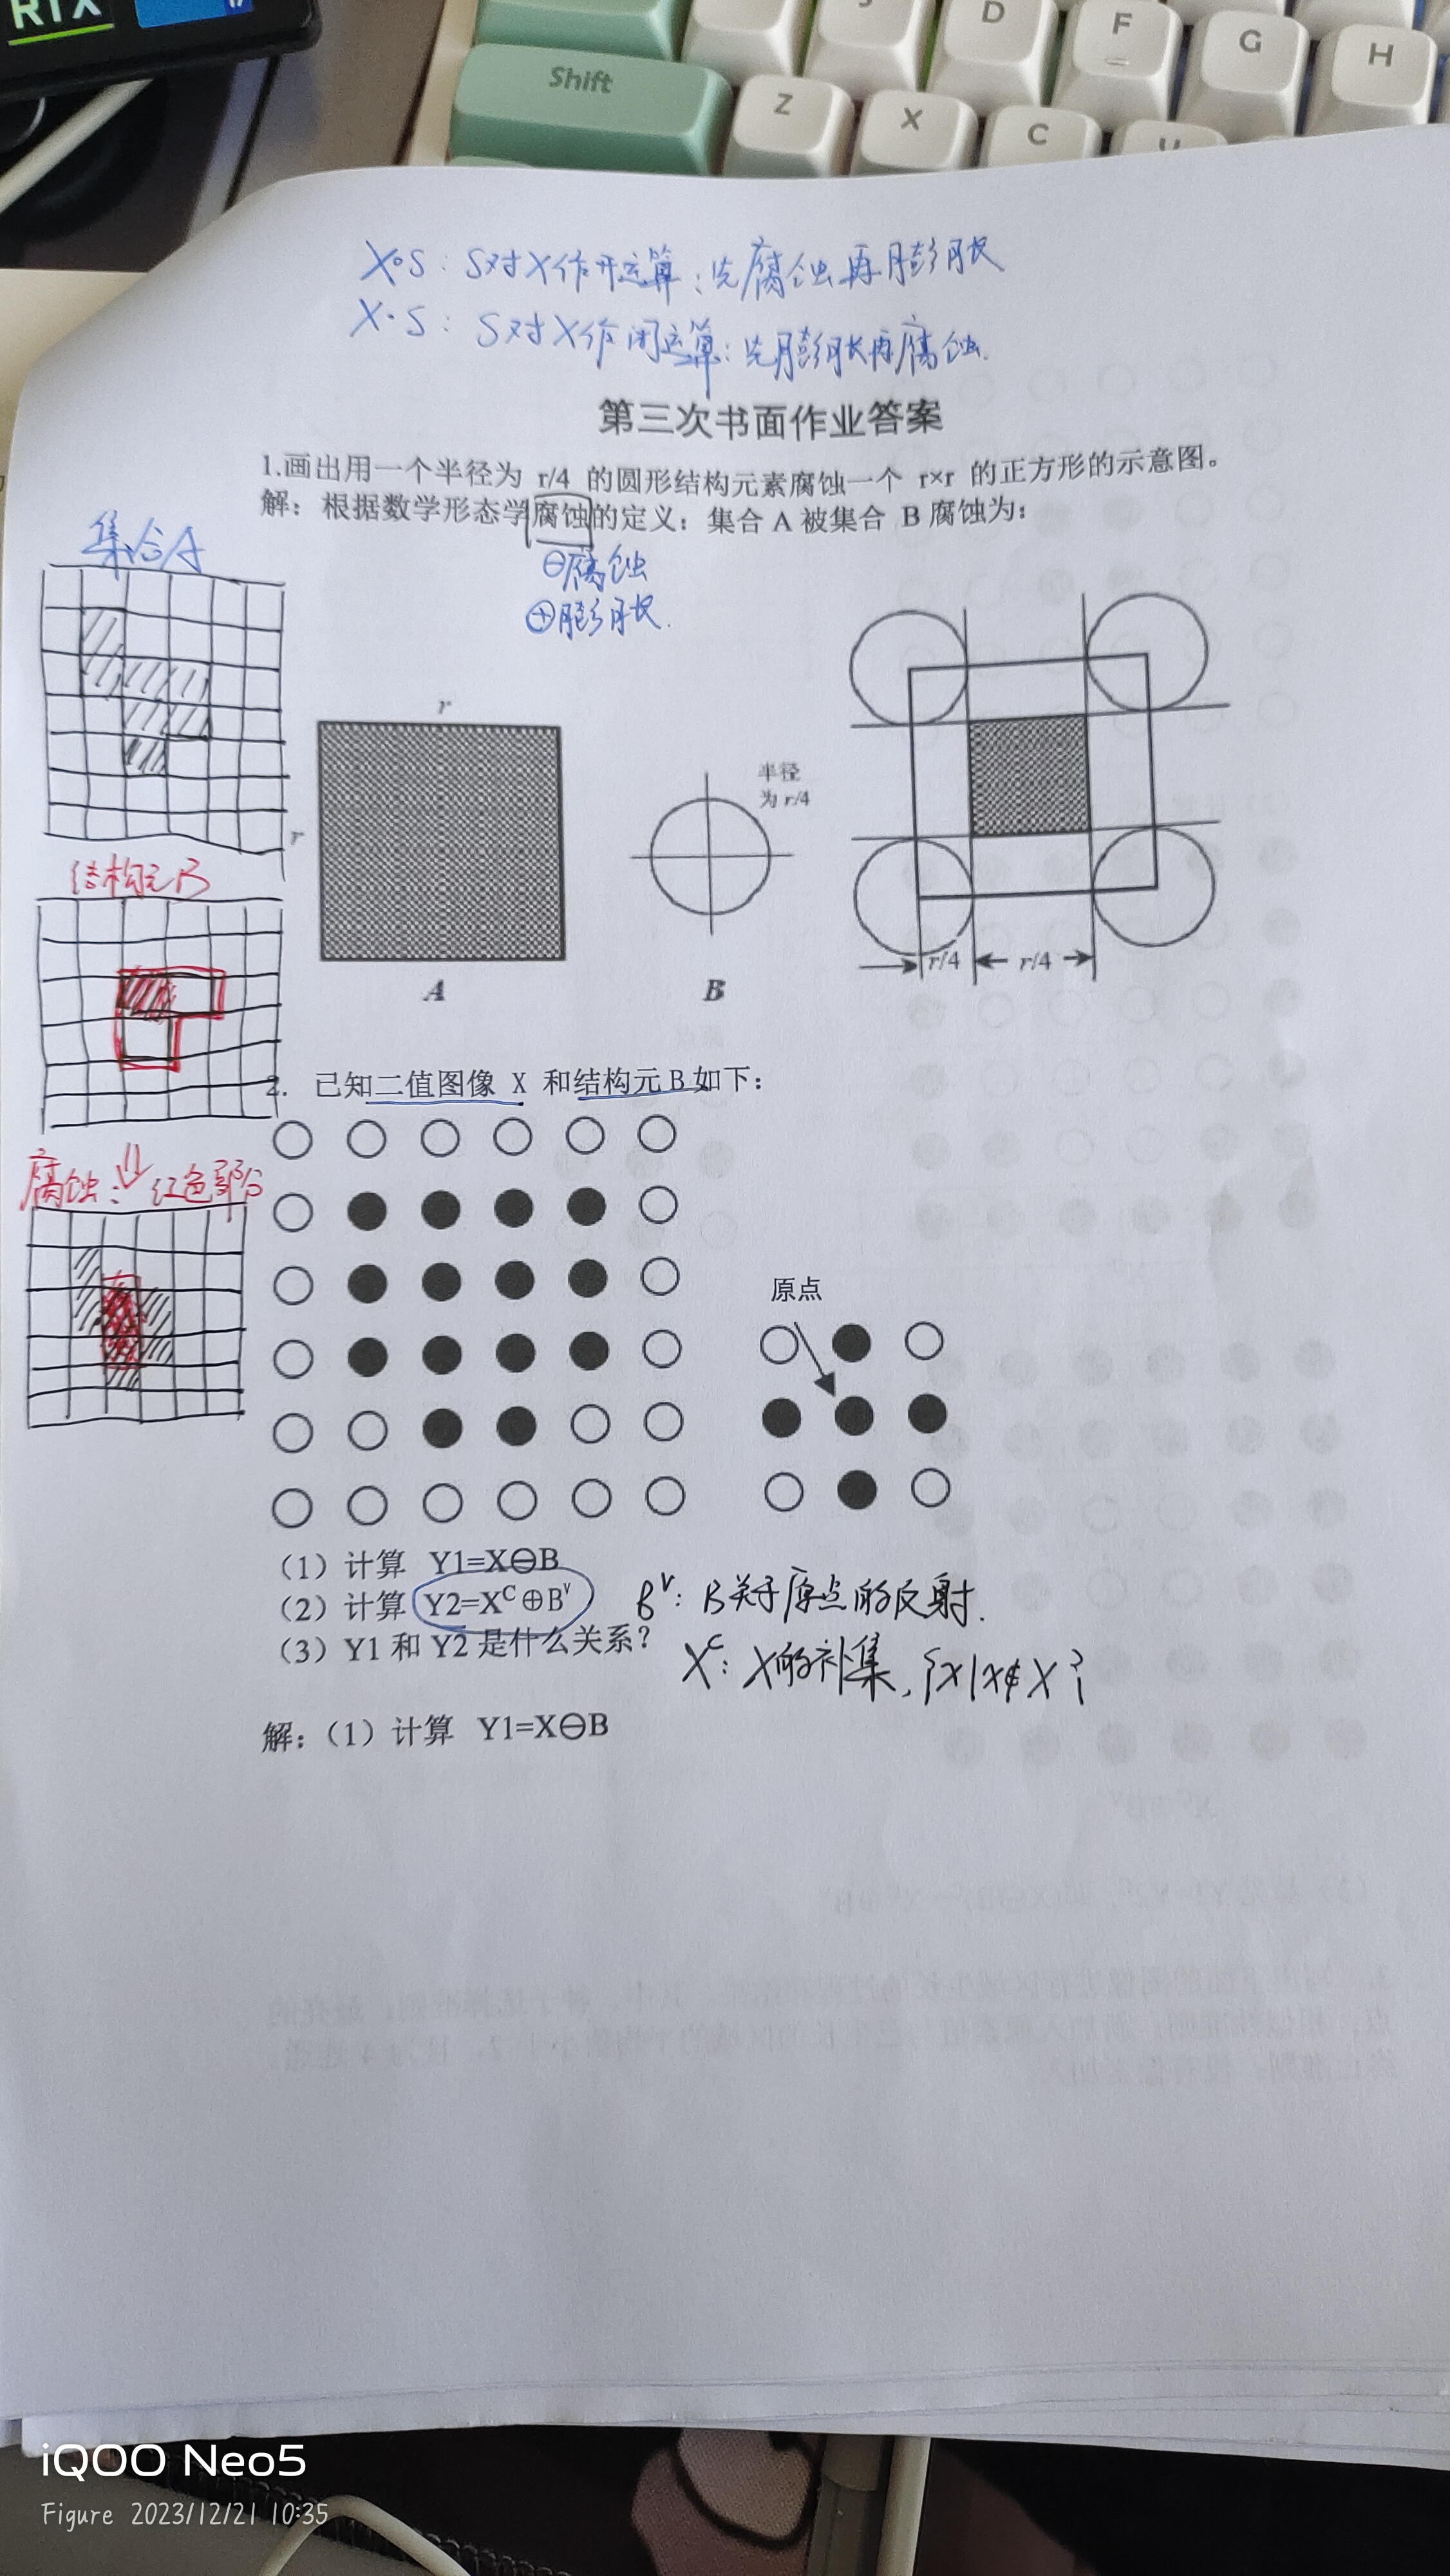 RTX
Shift
Z
X
C
D
F
G
H
X∘S：S对X作开运算：先腐蚀再膨胀
X·S：S对X作闭运算：先膨胀再腐蚀.
第三次书面作业答案
1.画出用一个半径为 r/4 的圆形结构元素腐蚀一个 r×r 的正方形的示意图。
解：根据数学形态学腐蚀的定义：集合 A 被集合 B 腐蚀为：
⊖腐蚀
⊕膨胀.
集合A
结构元B
腐蚀：⇓ 红色部分
r
r
A
半径
为 r/4
B
r/4
r/4
2. 已知二值图像 X 和结构元 B 如下：
原点
（1）计算 Y1=X⊖B
（2）计算 Y2=Xᶜ⊕Bᵛ
Bᵛ：B关于原点的反射.
（3）Y1 和 Y2 是什么关系？
Xᶜ：X的补集，{x|x∉X}
解：（1）计算 Y1=X⊖B
iQOO Neo5
Figure 2023/12/21 10:35